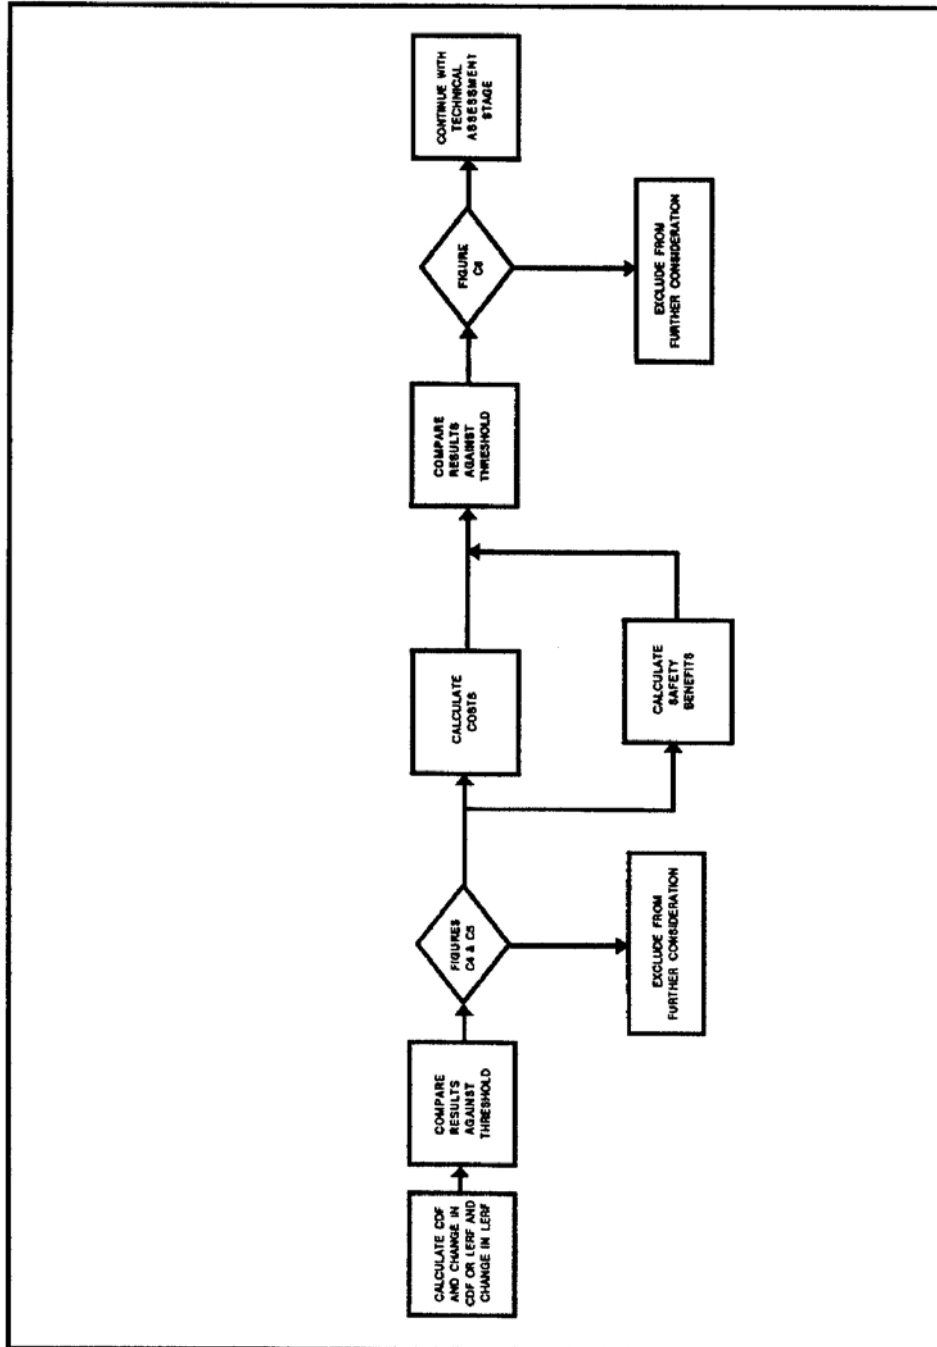 CALCULATE CDF
AND CHANGE IN
CDF OR LERF AND
CHANGE IN LERF
COMPARE
RESULTS
AGAINST
THRESHOLD
FIGURES
C4 & C5
EXCLUDE FROM
FURTHER CONSIDERATION
CALCULATE
COSTS
CALCULATE
SAFETY
BENEFITS
COMPARE
RESULTS
AGAINST
THRESHOLD
FIGURE
C6
EXCLUDE FROM
FURTHER CONSIDERATION
CONTINUE WITH
TECHNICAL
ASSESSMENT
STAGE